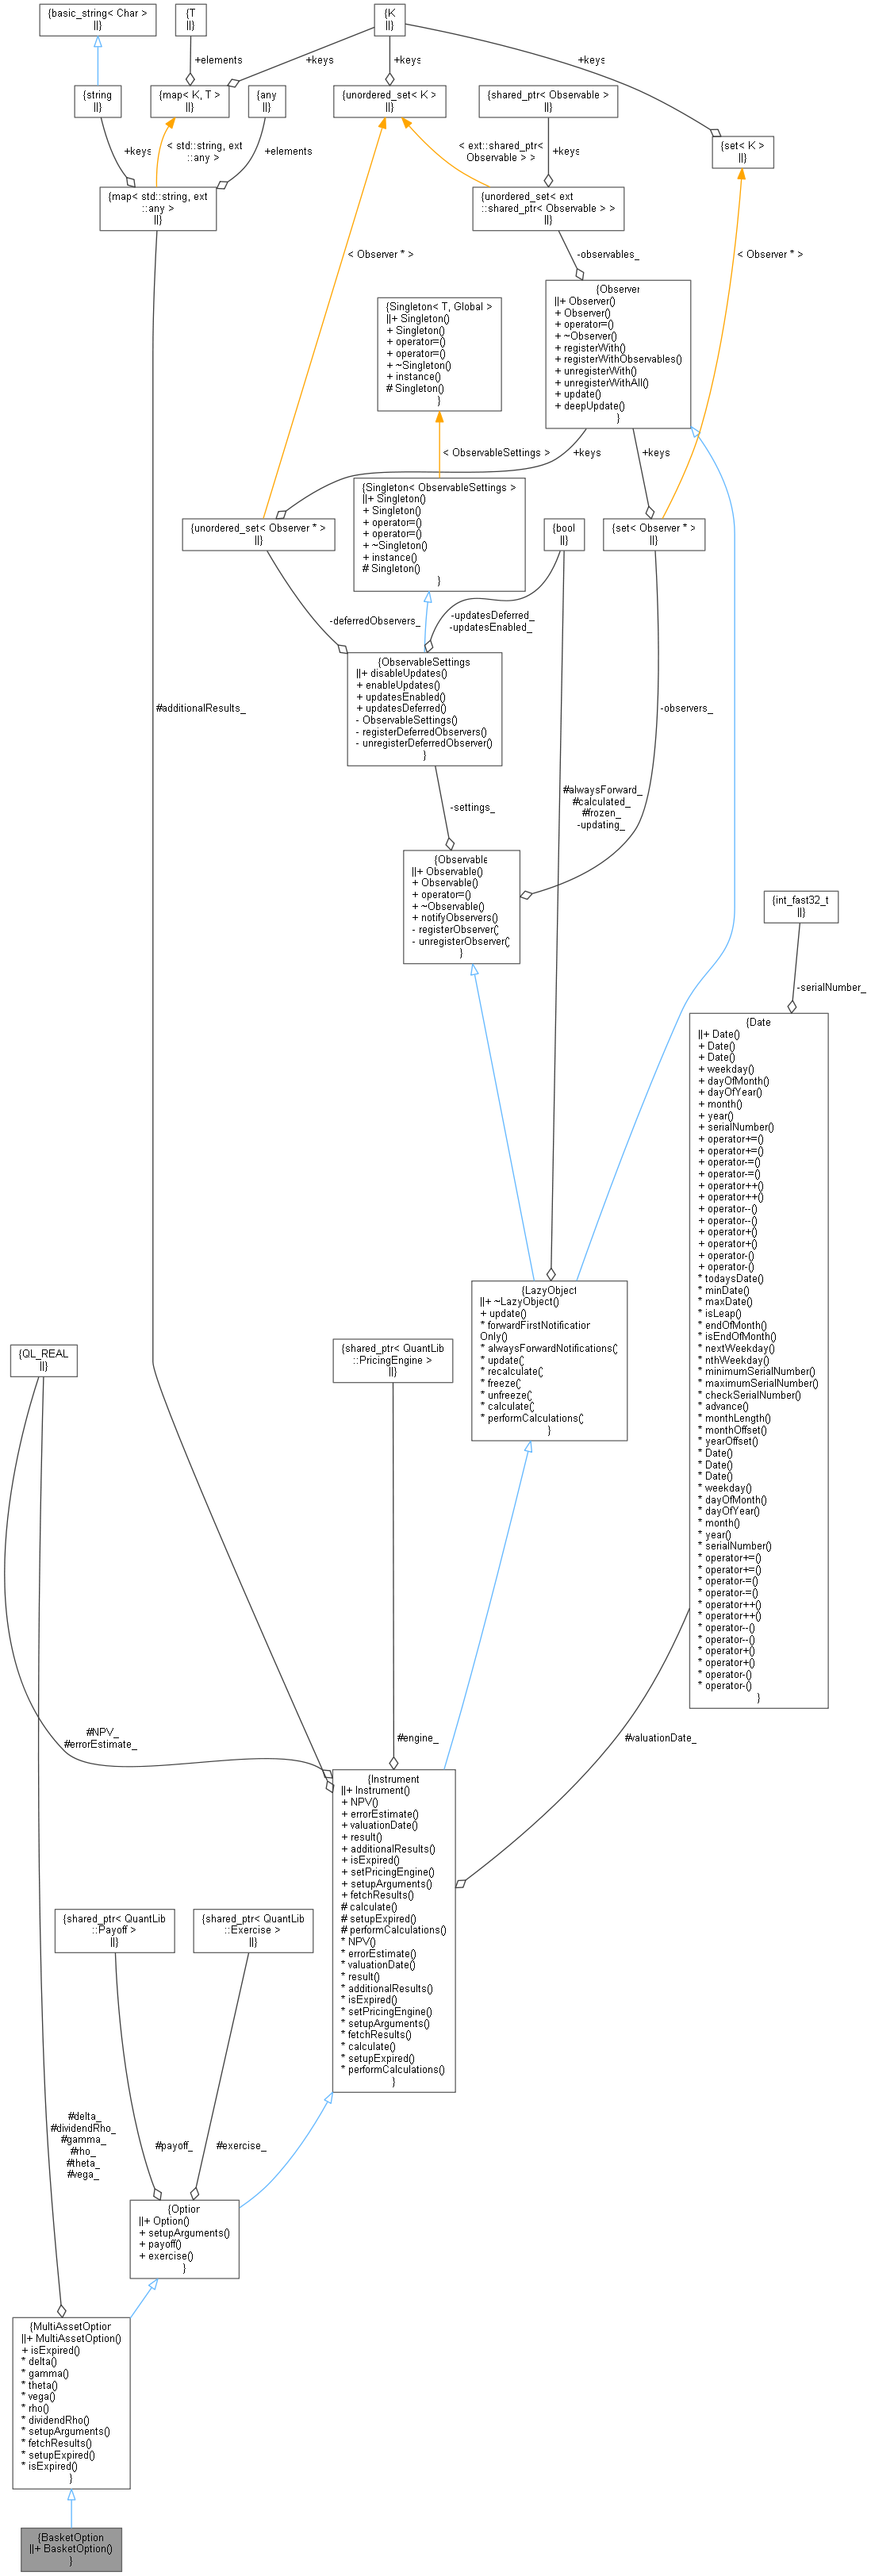 {basic_string< Char >
||}
{T
||}
{K
||}
+elements
+keys
+keys
+keys
{string
||}
{map< K, T >
||}
{any
||}
{unordered_set< K >
||}
{shared_ptr< Observable >
||}
{set< K >
||}
+keys
< std::string, ext
::any >
+elements
< ext::shared_ptr<
Observable > >
+keys
{map< std::string, ext
::any >
||}
{unordered_set< ext
::shared_ptr< Observable > >
||}
< Observer * >
-observables_
< Observer * >
{Observer
||+ Observer()
+ Observer()
+ operator=()
+ ~Observer()
+ registerWith()
+ registerWithObservables()
+ unregisterWith()
+ unregisterWithAll()
+ update()
+ deepUpdate()
}
{Singleton< T, Global >
||+ Singleton()
+ Singleton()
+ operator=()
+ operator=()
+ ~Singleton()
+ instance()
# Singleton()
}
< ObservableSettings >
+keys
+keys
{Singleton< ObservableSettings >
||+ Singleton()
+ Singleton()
+ operator=()
+ operator=()
+ ~Singleton()
+ instance()
# Singleton()
}
{unordered_set< Observer * >
||}
{bool
||}
{set< Observer * >
||}
-deferredObservers_
-updatesDeferred_
-updatesEnabled_
{ObservableSettings
||+ disableUpdates()
+ enableUpdates()
+ updatesEnabled()
+ updatesDeferred()
- ObservableSettings()
- registerDeferredObservers()
- unregisterDeferredObserver()
}
#additionalResults_
-observers_
-settings_
#alwaysForward_
#calculated_
#frozen_
-updating_
{Observable
||+ Observable()
+ Observable()
+ operator=()
+ ~Observable()
+ notifyObservers()
- registerObserver()
- unregisterObserver()
}
{int_fast32_t
||}
-serialNumber_
{Date
||+ Date()
+ Date()
+ Date()
+ weekday()
+ dayOfMonth()
+ dayOfYear()
+ month()
+ year()
+ serialNumber()
+ operator+=()
+ operator+=()
+ operator-=()
+ operator-=()
+ operator++()
+ operator++()
+ operator--()
+ operator--()
+ operator+()
+ operator+()
+ operator-()
+ operator-()
* todaysDate()
* minDate()
* maxDate()
* isLeap()
* endOfMonth()
* isEndOfMonth()
* nextWeekday()
* nthWeekday()
* minimumSerialNumber()
* maximumSerialNumber()
* checkSerialNumber()
* advance()
* monthLength()
* monthOffset()
* yearOffset()
* Date()
* Date()
* Date()
* weekday()
* dayOfMonth()
* dayOfYear()
* month()
* year()
* serialNumber()
* operator+=()
* operator+=()
* operator-=()
* operator-=()
* operator++()
* operator++()
* operator--()
* operator--()
* operator+()
* operator+()
* operator-()
* operator-()
}
{LazyObject
||+ ~LazyObject()
+ update()
* forwardFirstNotification
Only()
* alwaysForwardNotifications()
* update()
* recalculate()
* freeze()
* unfreeze()
* calculate()
* performCalculations()
}
{QL_REAL
||}
{shared_ptr< QuantLib
::PricingEngine >
||}
#NPV_
#errorEstimate_
#engine_
#valuationDate_
{Instrument
||+ Instrument()
+ NPV()
+ errorEstimate()
+ valuationDate()
+ result()
+ additionalResults()
+ isExpired()
+ setPricingEngine()
+ setupArguments()
+ fetchResults()
# calculate()
# setupExpired()
# performCalculations()
* NPV()
* errorEstimate()
* valuationDate()
* result()
* additionalResults()
* isExpired()
* setPricingEngine()
* setupArguments()
* fetchResults()
* calculate()
* setupExpired()
* performCalculations()
}
{shared_ptr< QuantLib
::Payoff >
||}
{shared_ptr< QuantLib
::Exercise >
||}
#delta_
#dividendRho_
#gamma_
#rho_
#theta_
#vega_
#payoff_
#exercise_
{Option
||+ Option()
+ setupArguments()
+ payoff()
+ exercise()
}
{MultiAssetOption
||+ MultiAssetOption()
+ isExpired()
* delta()
* gamma()
* theta()
* vega()
* rho()
* dividendRho()
* setupArguments()
* fetchResults()
* setupExpired()
* isExpired()
}
{BasketOption
||+ BasketOption()
}